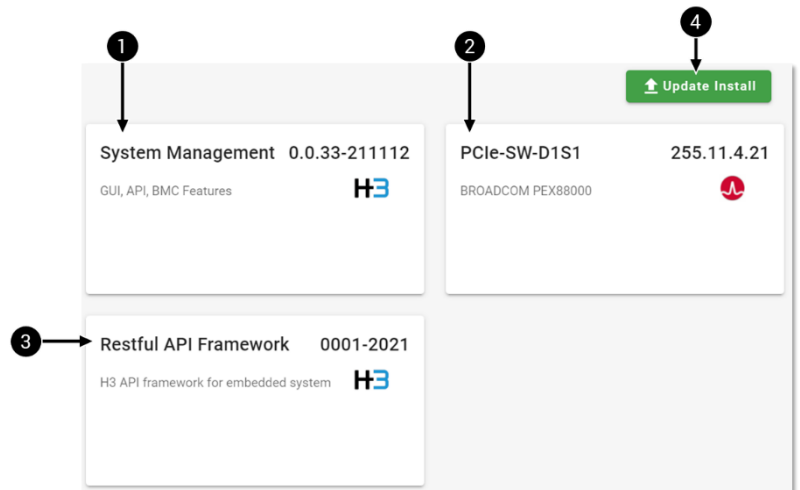 1
2
4
Update Install
System Management 0.0.33-211112
GUI, API, BMC Features H3
PCIe-SW-D1S1 255.11.4.21
BROADCOM PEX88000
3
Restful API Framework 0001-2021
H3 API framework for embedded system H3